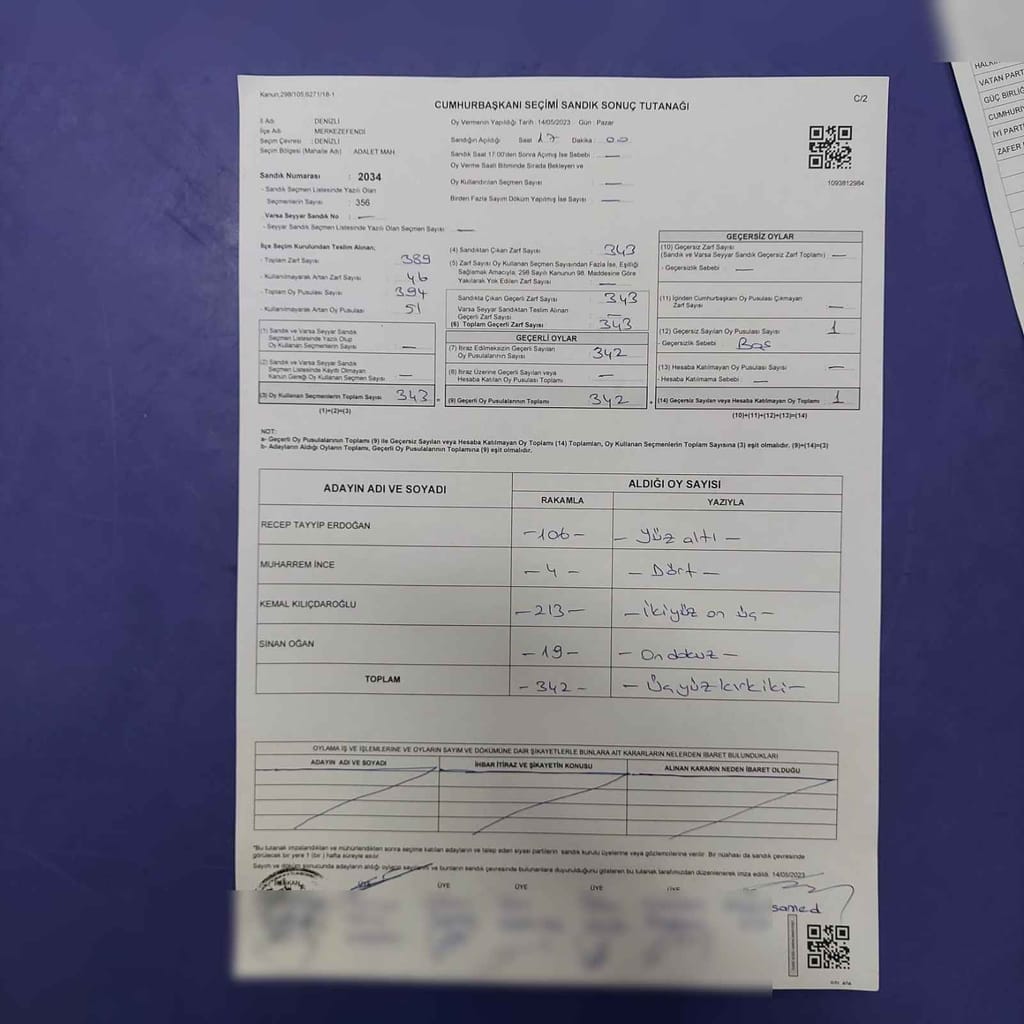 Kanun:298/105,6271/18-1
C/2
CUMHURBAŞKANI SEÇİMİ SANDIK SONUÇ TUTANAĞI
İl Adı DENİZLİ
İlçe Adı MERKEZEFENDİ
Seçim Çevresi : DENİZLİ
Seçim Bölgesi (Mahalle Adı) ADALET MAH.
Sandık Numarası : 2034
- Sandık Seçmen Listesinde Yazılı Olan
Seçmenlerin Sayısı : 356
- Varsa Seyyar Sandık No : —
- Seyyar Sandık Seçmen Listesinde Yazılı Olan Seçmen Sayısı —
Oy Vermenin Yapıldığı Tarih : 14/05/2023 - Gün : Pazar
Sandığın Açıldığı Saat 17 Dakika : 00
Sandık Saat 17:00'den Sonra Açılmış İse Sebebi : —
Oy Verme Saati Bitiminde Sırada Bekleyen ve
Oy Kullandırılan Seçmen Sayısı : —
Birden Fazla Sayım Döküm Yapılmış İse Sayısı : —
1093812984
İlçe Seçim Kurulundan Teslim Alınan;
- Toplam Zarf Sayısı 389
- Kullanılmayarak Artan Zarf Sayısı 46
- Toplam Oy Pusulası Sayısı 394
- Kullanılmayarak Artan Oy Pusulası 51
(1) Sandık ve Varsa Seyyar Sandık
Seçmen Listesinde Yazılı Olup
Oy Kullanan Seçmenlerin Sayısı —
(2) Sandık ve Varsa Seyyar Sandık
Seçmen Listesinde Kayıtlı Olmayan
Kanun Gereği Oy Kullanan Seçmen Sayısı —
(3) Oy Kullanan Seçmenlerin Toplam Sayısı 343
(1)+(2)=(3)
(4) Sandıktan Çıkan Zarf Sayısı 343
(5) Zarf Sayısı Oy Kullanan Seçmen Sayısından Fazla İse, Eşitliği
Sağlamak Amacıyla, 298 Sayılı Kanunun 98. Maddesine Göre
Yakılarak Yok Edilen Zarf Sayısı —
Sandıkta Çıkan Geçerli Zarf Sayısı 343
Varsa Seyyar Sandıktan Teslim Alınan
Geçerli Zarf Sayısı —
(6) Toplam Geçerli Zarf Sayısı 343
GEÇERLİ OYLAR
(7) İtiraz Edilmeksizin Geçerli Sayılan
Oy Pusulalarının Sayısı 342
(8) İtiraz Üzerine Geçerli Sayılan veya
Hesaba Katılan Oy Pusulası Toplamı —
(9) Geçerli Oy Pusulalarının Toplamı 342
GEÇERSİZ OYLAR
(10) Geçersiz Zarf Sayısı
(Sandık ve Varsa Seyyar Sandık Geçersiz Zarf Toplamı) —
- Geçersizlik Sebebi —
(11) İçinden Cumhurbaşkanı Oy Pusulası Çıkmayan
Zarf Sayısı —
(12) Geçersiz Sayılan Oy Pusulası Sayısı 1
- Geçersizlik Sebebi Boş
(13) Hesaba Katılmayan Oy Pusulası Sayısı —
- Hesaba Katılmama Sebebi —
(14) Geçersiz Sayılan veya Hesaba Katılmayan Oy Toplamı 1
(10)+(11)+(12)+(13)=(14)
NOT:
a- Geçerli Oy Pusulalarının Toplamı (9) ile Geçersiz Sayılan veya Hesaba Katılmayan Oy Toplamı (14) Toplamları, Oy Kullanan Seçmenlerin Toplam Sayısına (3) eşit olmalıdır. (9)+(14)=(3)
b- Adayların Aldığı Oyların Toplamı, Geçerli Oy Pusulalarının Toplamına (9) eşit olmalıdır.
ADAYIN ADI VE SOYADI ALDIĞI OY SAYISI
RAKAMLA YAZIYLA
RECEP TAYYİP ERDOĞAN -106- - Yüz altı -
MUHARREM İNCE - 4 - - Dört -
KEMAL KILIÇDAROĞLU -213- - ikiyüz on üç -
SİNAN OĞAN -19- - On dokuz -
TOPLAM -342- - Üçyüzkırkiki -
OYLAMA İŞ VE İŞLEMLERİNE VE OYLARIN SAYIM VE DÖKÜMÜNE DAİR ŞİKAYETLERLE BUNLARA AİT KARARLARIN NELERDEN İBARET BULUNDUKLARI
ADAYIN ADI VE SOYADI İHBAR İTİRAZ VE ŞİKAYETİN KONUSU ALINAN KARARIN NEDEN İBARET OLDUĞU
"Bu tutanak imzalandıktan ve mühürlendikten sonra seçime katılan adayların ve talep eden siyasi partilerin sandık kurulu üyelerine veya gözlemcilerine verilir. Bir nüshası da sandık çevresinde
görülecek bir yere 1 (bir) hafta süreyle asılır.
Sayım ve döküm sonucunda adayların aldığı oyların sayılarını ve bunların sandık çevresinde bulunanlara duyurulduğunu gösteren bu tutanak tarafımızdan düzenlenerek imza edildi. 14/05/2023
ÜYE ÜYE ÜYE ÜYE ÜYE
samed
VATAN PART
GÜÇ BİRLİĞ
CUMHURİY
İYİ PARTİ
ZAFER